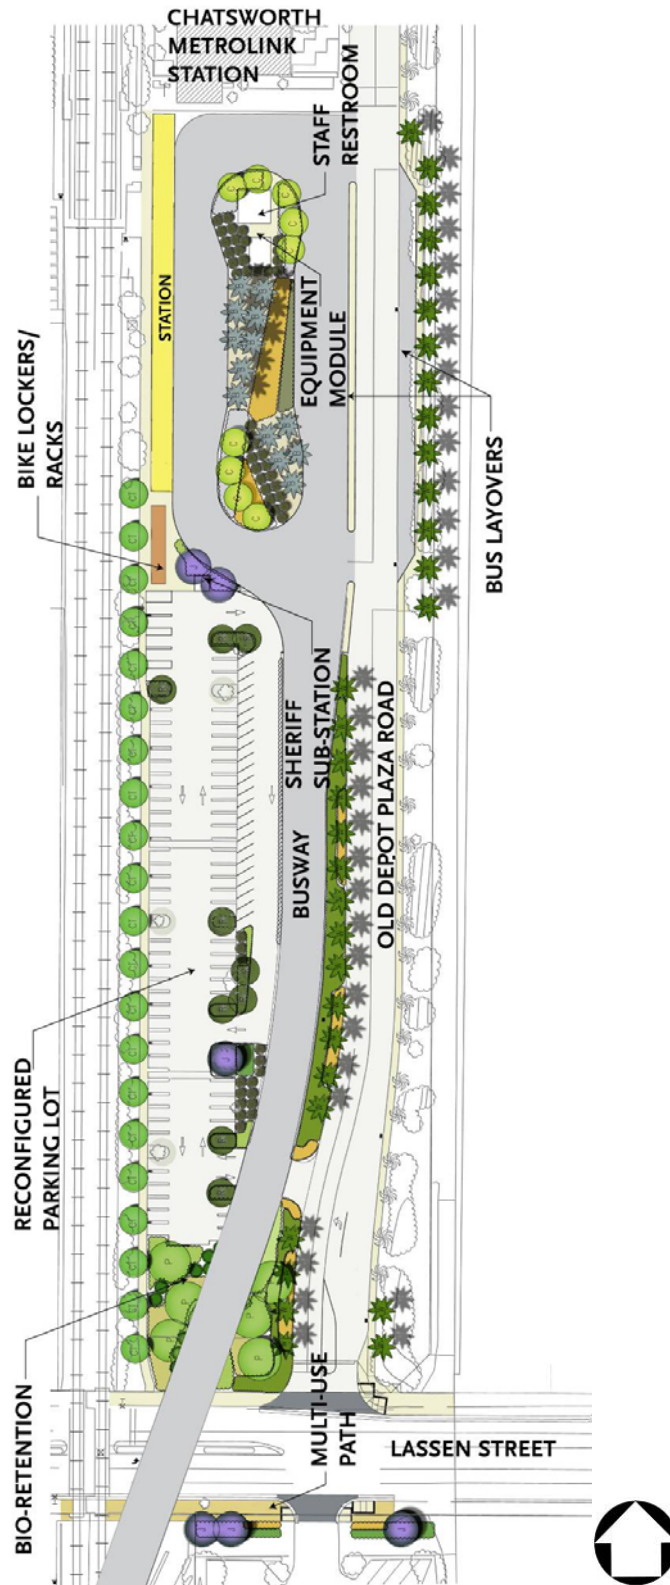 CHATSWORTH
METROLINK
STATION
STAFF
RESTROOM
STATION
EQUIPMENT
MODULE
BIKE LOCKERS/
RACKS
BUS LAYOVERS
SHERIFF
SUB-STATION
BUSWAY
OLD DEPOT PLAZA ROAD
RECONFIGURED
PARKING LOT
BIO-RETENTION
MULTI-USE
PATH
LASSEN STREET